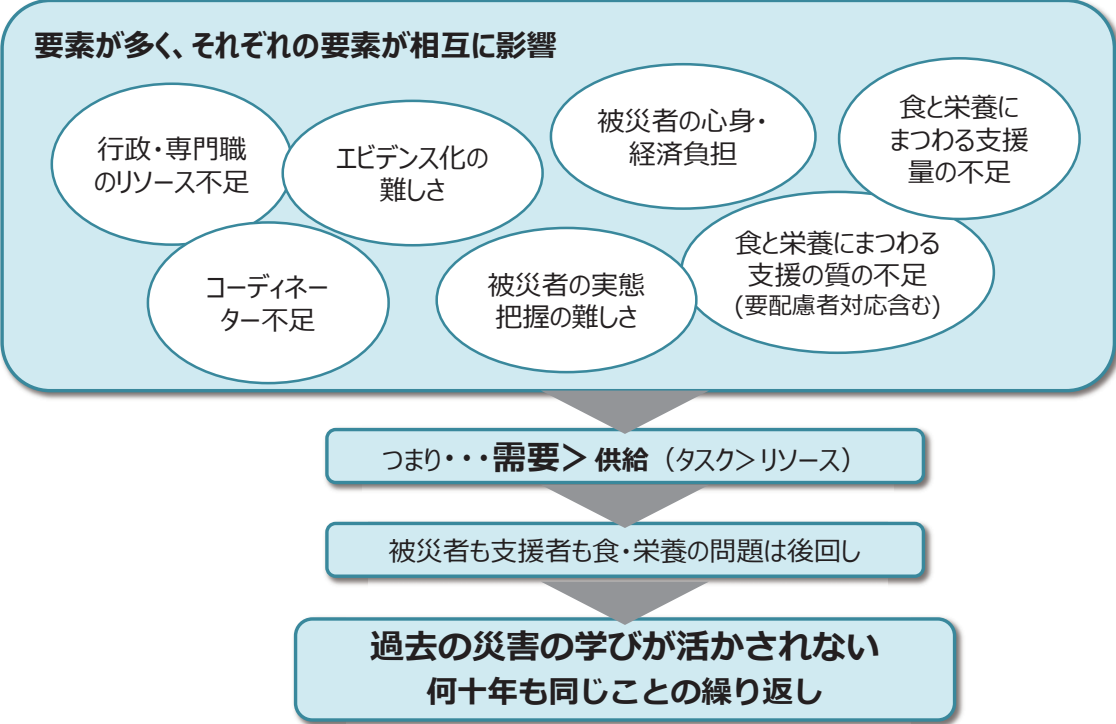 要素が多く、それぞれの要素が相互に影響
行政・専門職
のリソース不足
エビデンス化の
難しさ
被災者の心身・
経済負担
食と栄養に
まつわる支援
量の不足
コーディネー
ター不足
被災者の実態
把握の難しさ
食と栄養にまつわる
支援の質の不足
(要配慮者対応含む)
つまり・・・需要＞供給（タスク＞リソース）
被災者も支援者も食・栄養の問題は後回し
過去の災害の学びが活かされない
何十年も同じことの繰り返し